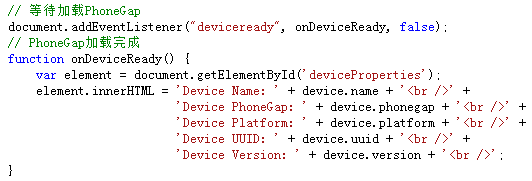 // 等待加载PhoneGap
document.addEventListener("deviceready", onDeviceReady, false);
// PhoneGap加载完成
function onDeviceReady() {
    var element = document.getElementById('deviceProperties');
    element.innerHTML = 'Device Name: ' + device.name + '<br />' +
                        'Device PhoneGap: ' + device.phonegap + '<br />' +
                        'Device Platform: ' + device.platform + '<br />' +
                        'Device UUID: ' + device.uuid + '<br />' +
                        'Device Version: ' + device.version + '<br />';
}